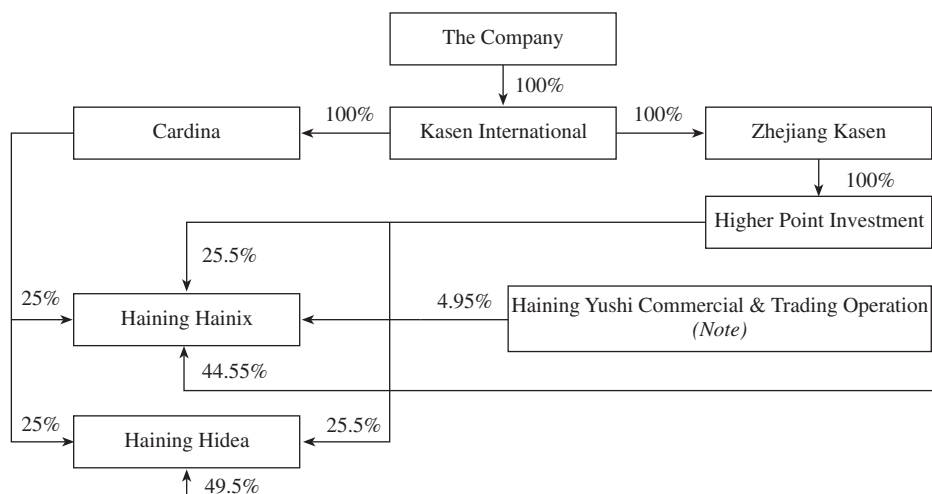 The Company
100%
Cardina
100%
Kasen International
100%
Zhejiang Kasen
100%
Higher Point Investment
25.5%
25%
Haining Hainix
4.95%
Haining Yushi Commercial & Trading Operation
(Note)
44.55%
25%
Haining Hidea
25.5%
49.5%